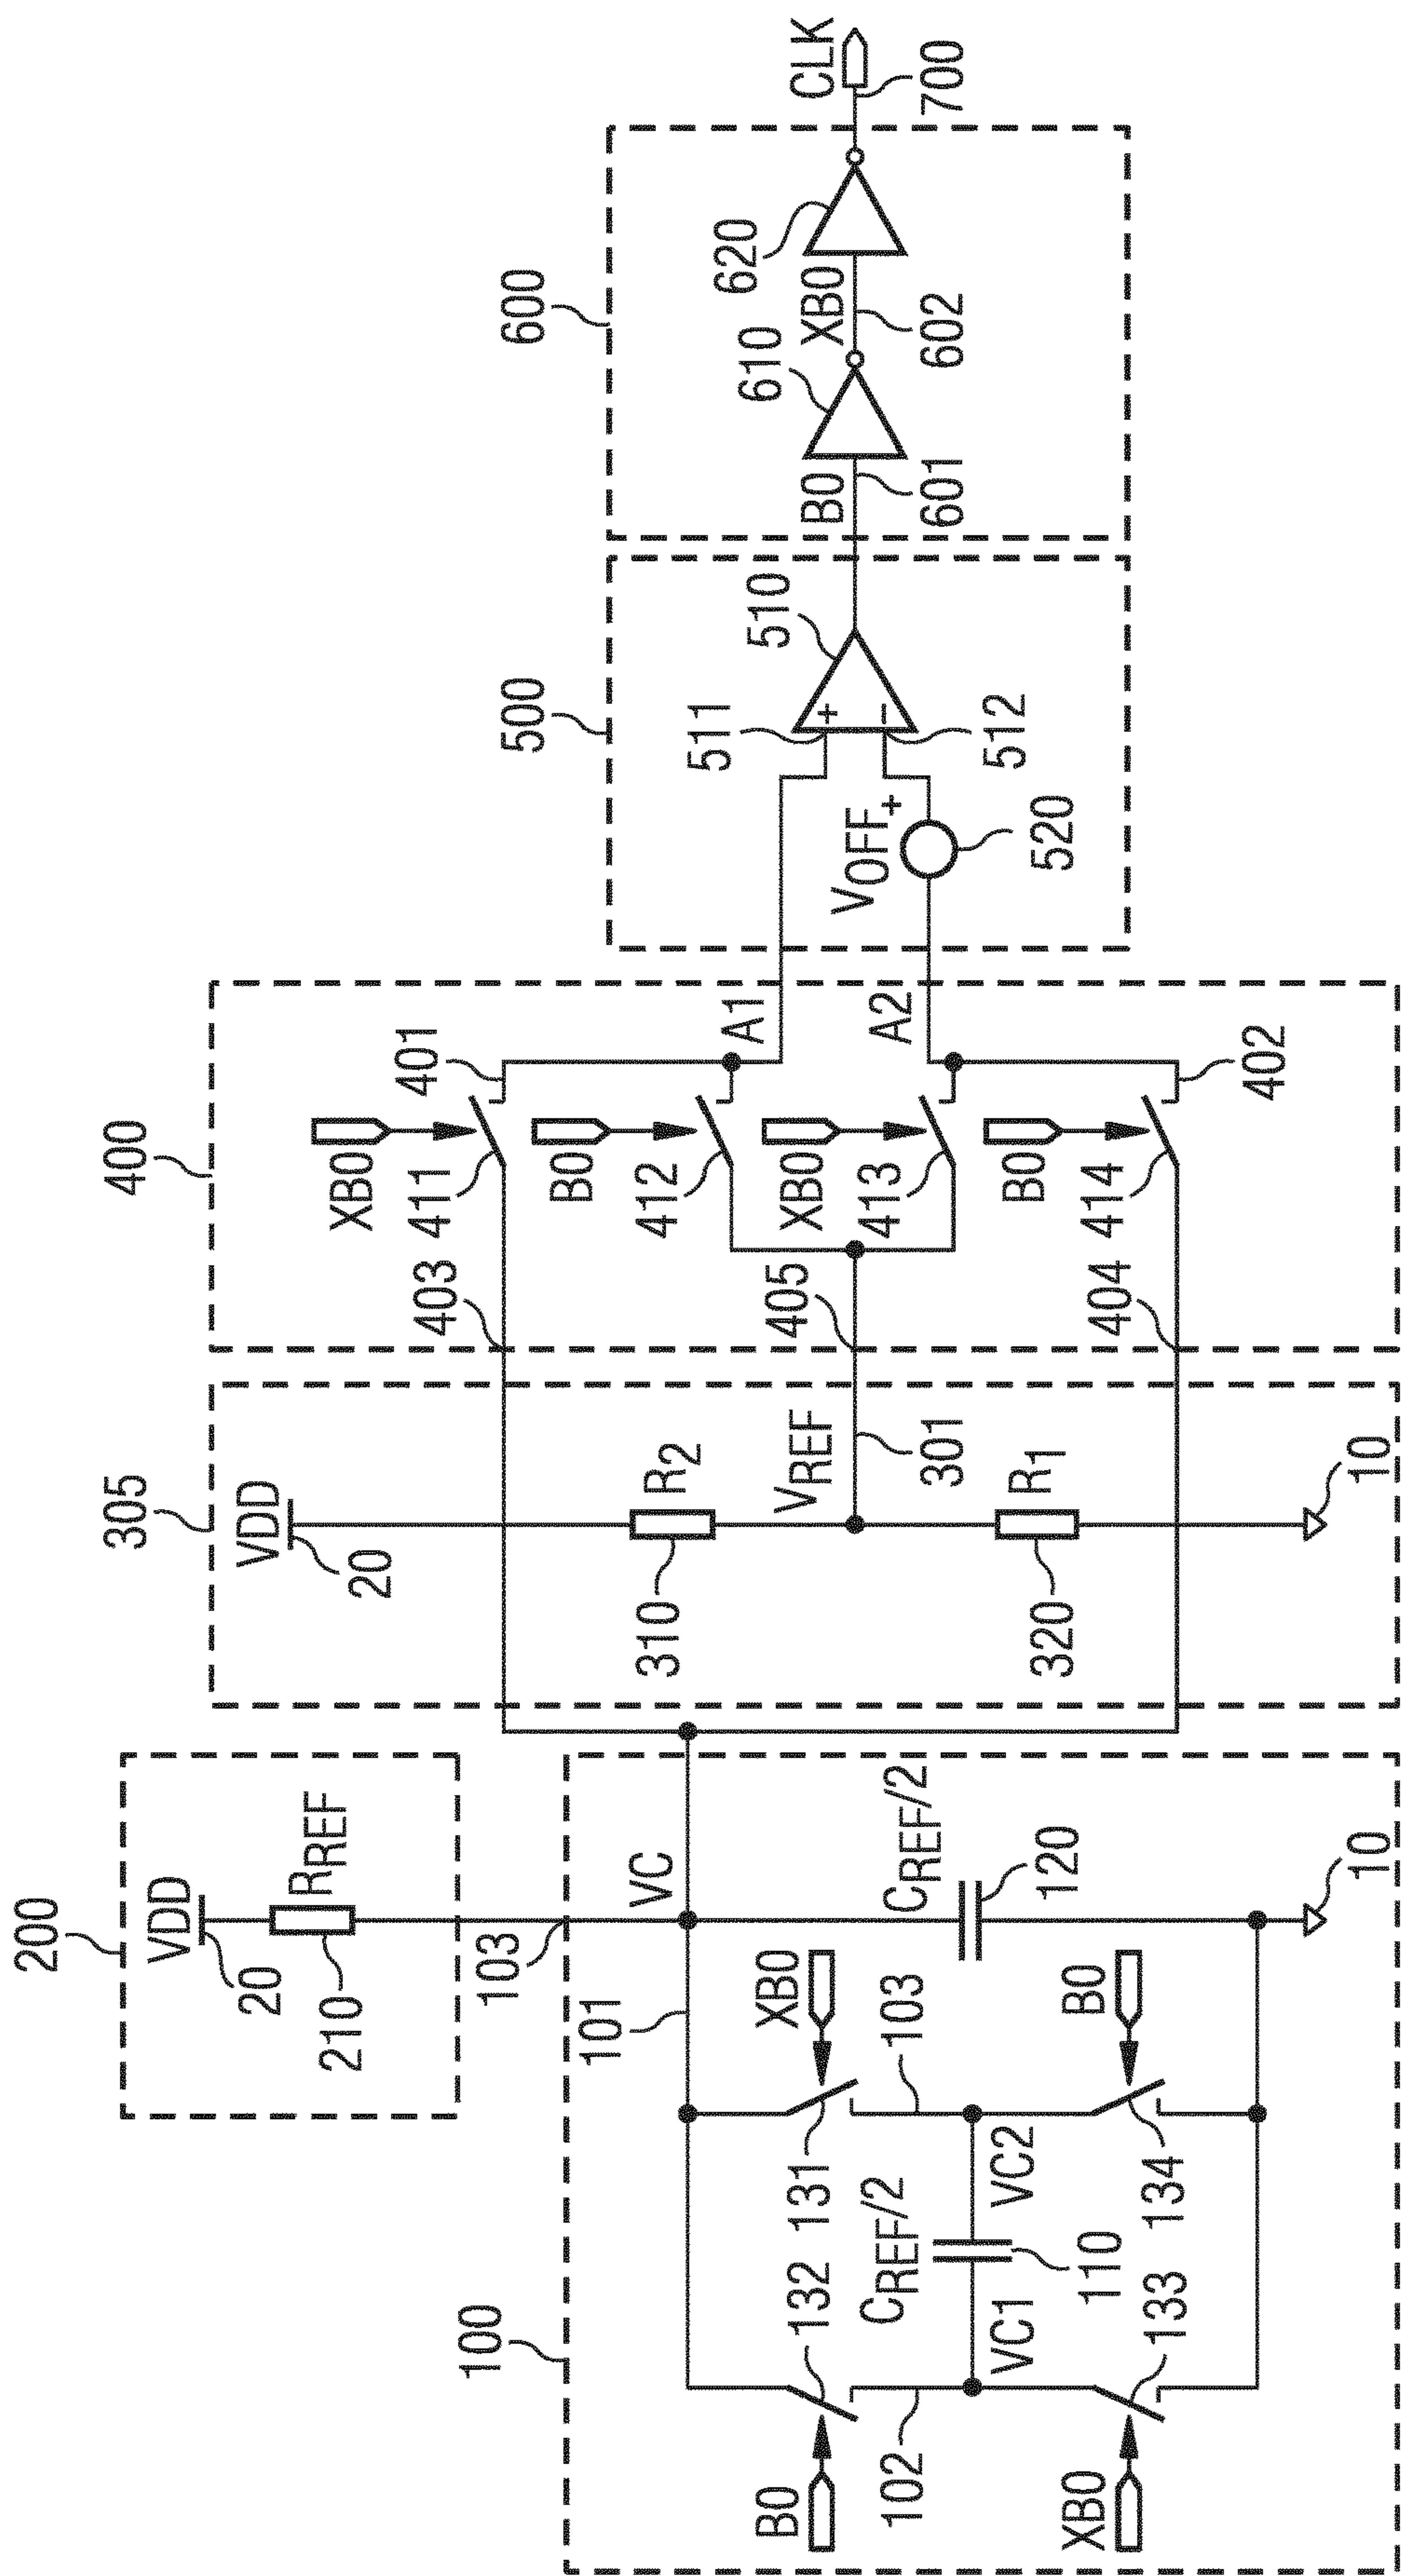 200
VDD
20
210
R_REF
103
100
101
VC
B0
132
XB0
131
102
103
C_REF/2
110
VC1
VC2
C_REF/2
120
XB0
133
B0
134
10
305
VDD
20
310
R2
V_REF
301
320
R1
10
400
403
XB0
411
401
B0
412
A1
405
XB0
413
A2
404
B0
414
402
500
511
+
510
−
512
V_OFF
+
520
600
B0
601
610
XB0
602
620
CLK
700